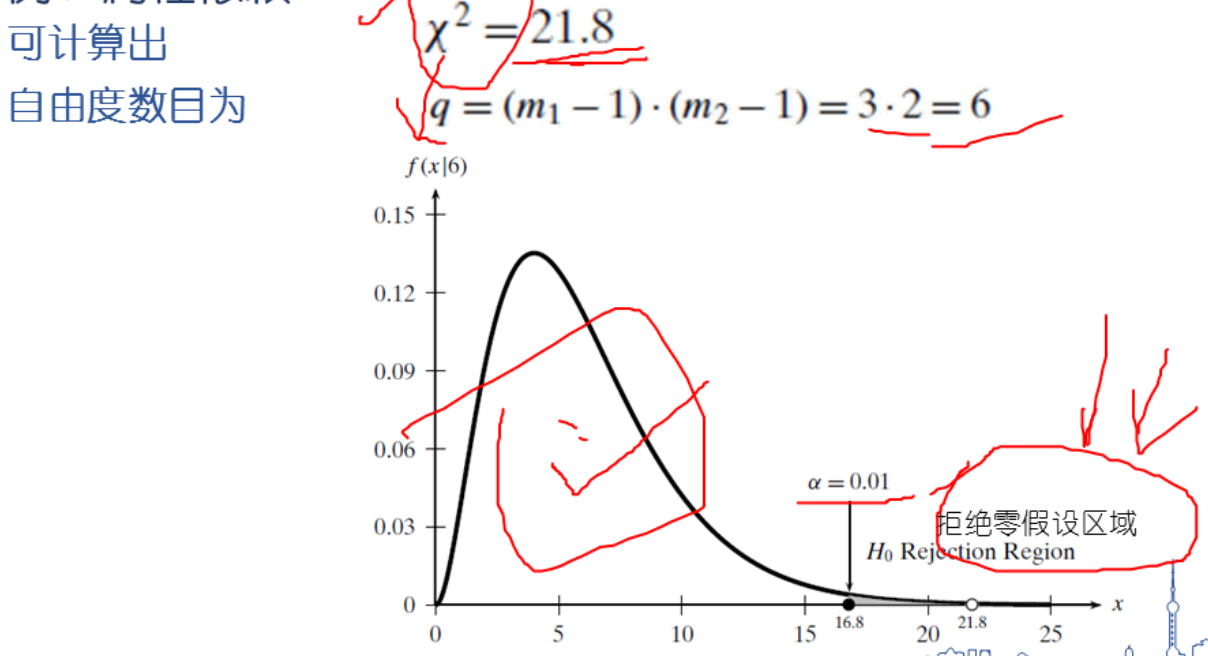 χ² = 21.8
可计算出
自由度数目为
q = (m₁ − 1) · (m₂ − 1) = 3 · 2 = 6
f(x|6)
0.15
0.12
0.09
0.06
α = 0.01
0.03
拒绝零假设区域
H₀ Rejection Region
0
x
0 5 10 15 16.8 20 21.8 25